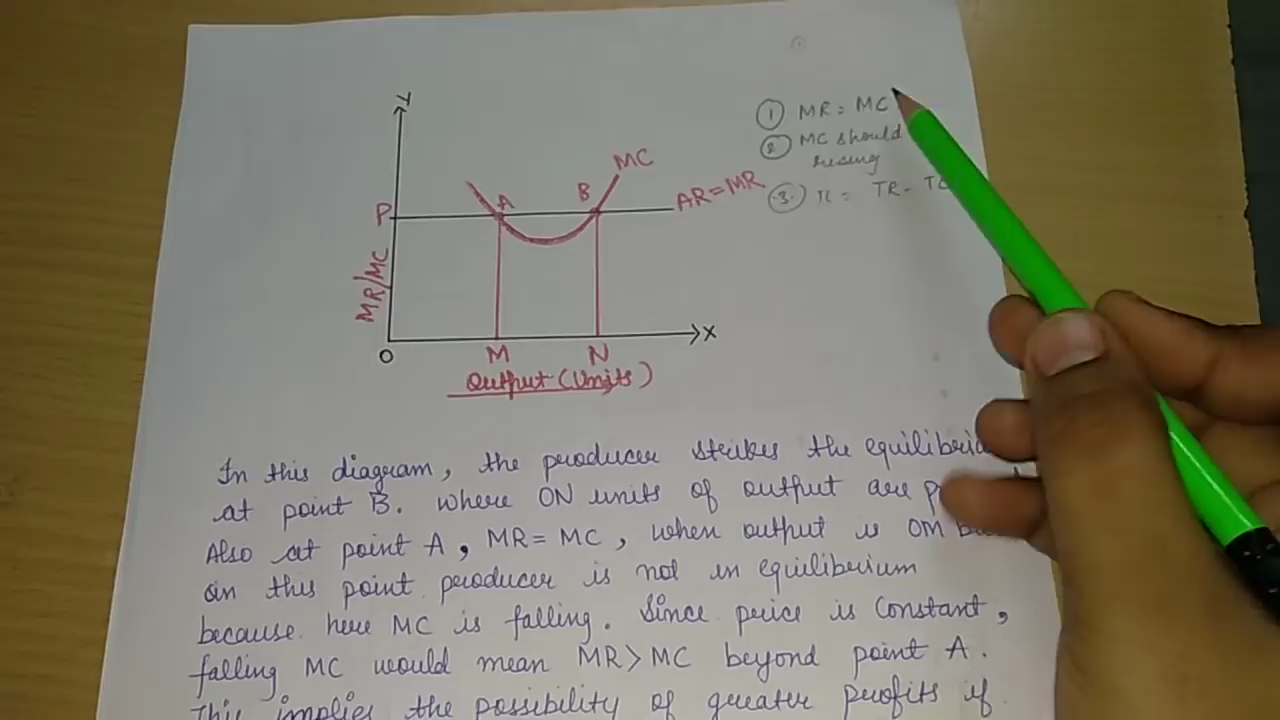 Y
① MR = MC
② MC should
rising
③ π = TR - TC
MC
A
B
AR=MR
P
MR/MC
O
M
N
X
Output (Units)
In this diagram, the producer strikes the
at point B. where ON units of output are
Also at point A, MR = MC, when output is OM
on this point producer is not in equilibrium
because here MC is falling. Since price is Constant,
falling MC would mean MR > MC beyond point A.
This implies the possibility of greater profits if